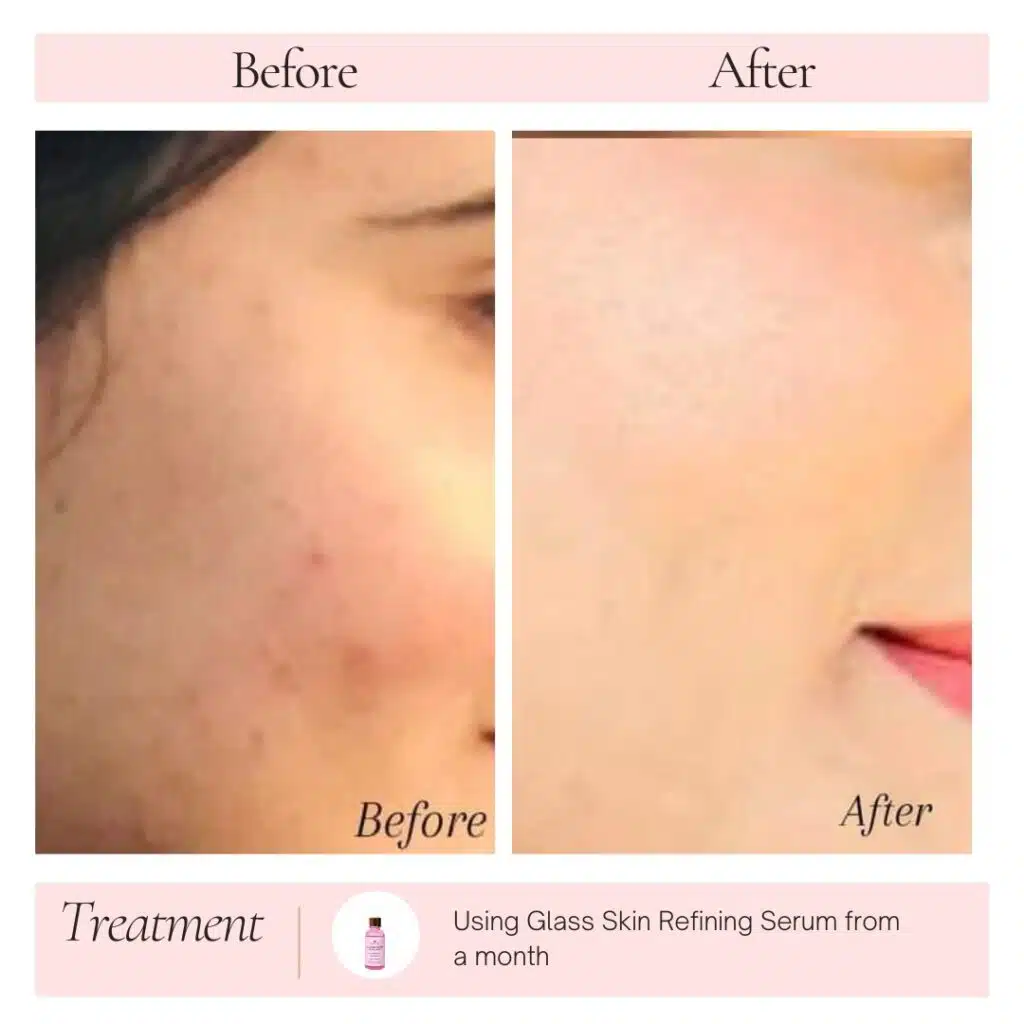 Before
After
Before
After
Treatment
Using Glass Skin Refining Serum from
a month